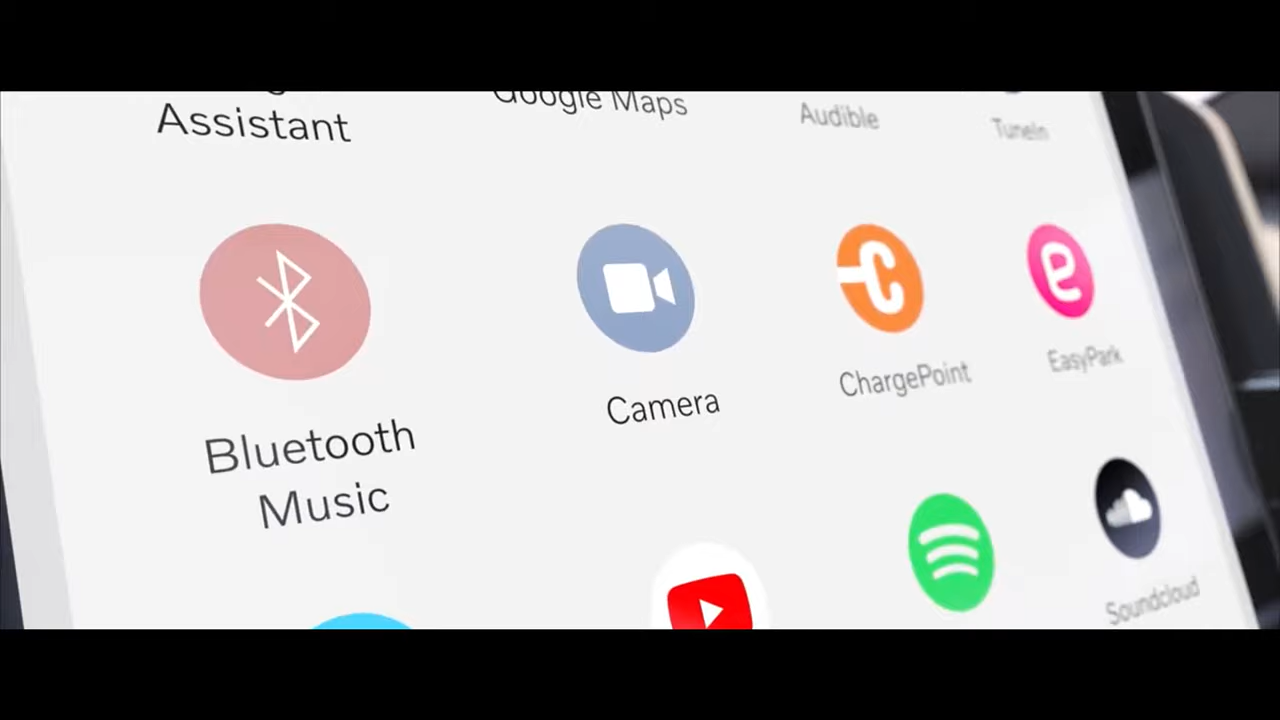 Assistant
Google Maps
Audible
TuneIn
Bluetooth
Music
Camera
ChargePoint
EasyPark
Soundcloud